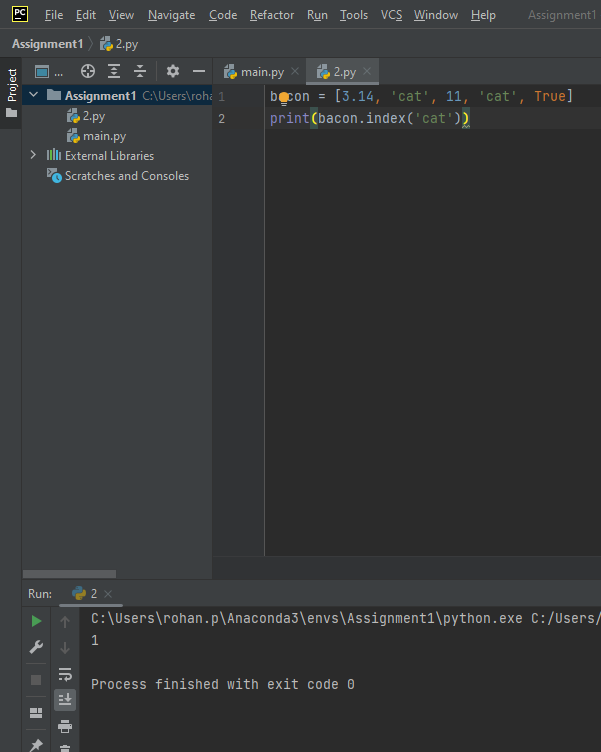 PC File Edit View Navigate Code Refactor Run Tools VCS Window Help Assignment1
Assignment1 2.py
Project
...
main.py 2.py
Assignment1 C:\Users\roha
2.py
main.py
External Libraries
Scratches and Consoles
1 bacon = [3.14, 'cat', 11, 'cat', True]
2 print(bacon.index('cat'))
Run: 2
C:\Users\rohan.p\Anaconda3\envs\Assignment1\python.exe C:/Users/
1
Process finished with exit code 0